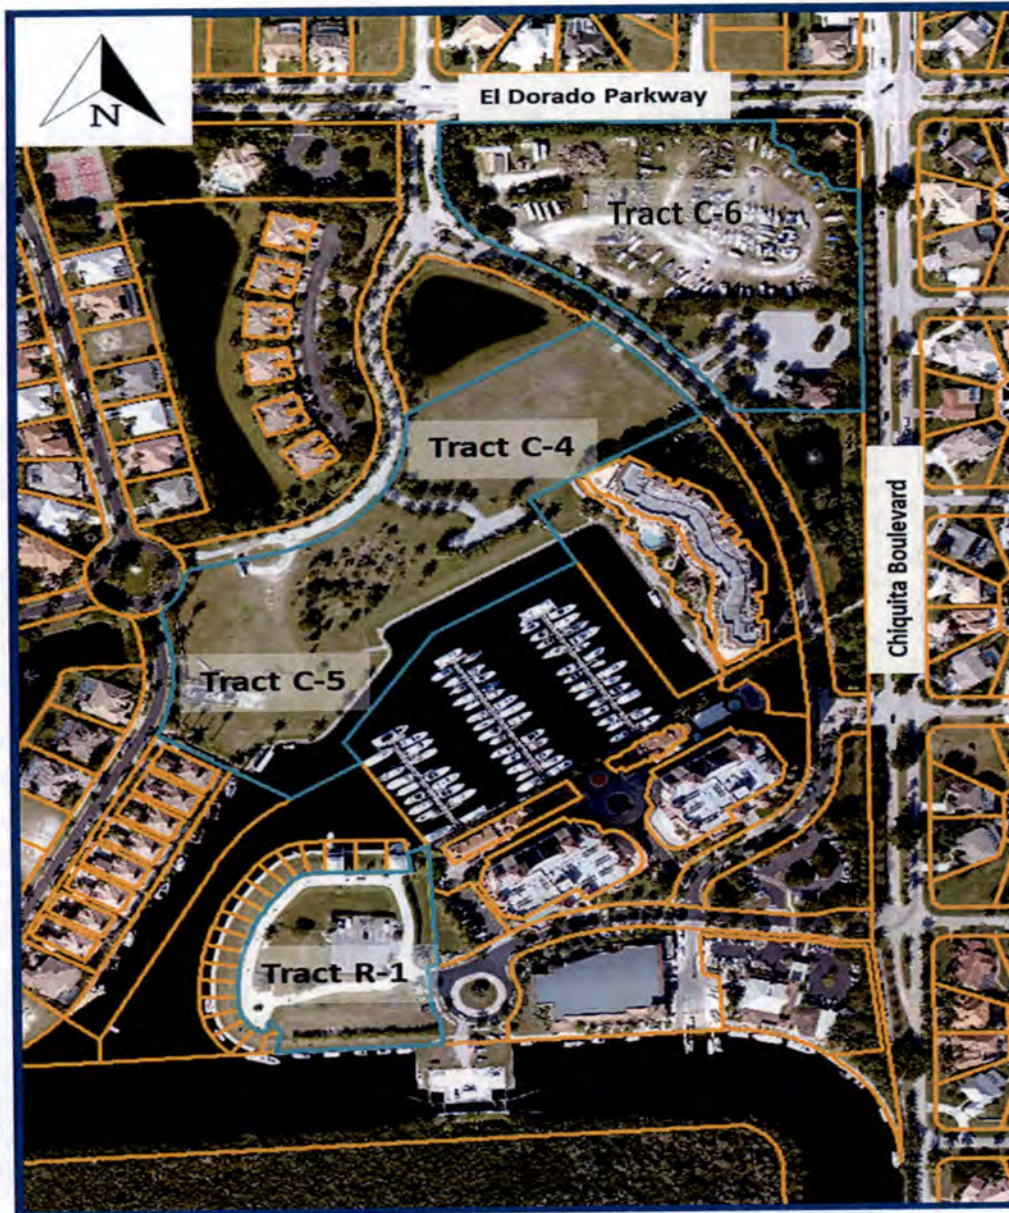 N
El Dorado Parkway
Tract C-6
Tract C-4
Chiquita Boulevard
Tract C-5
Tract R-1